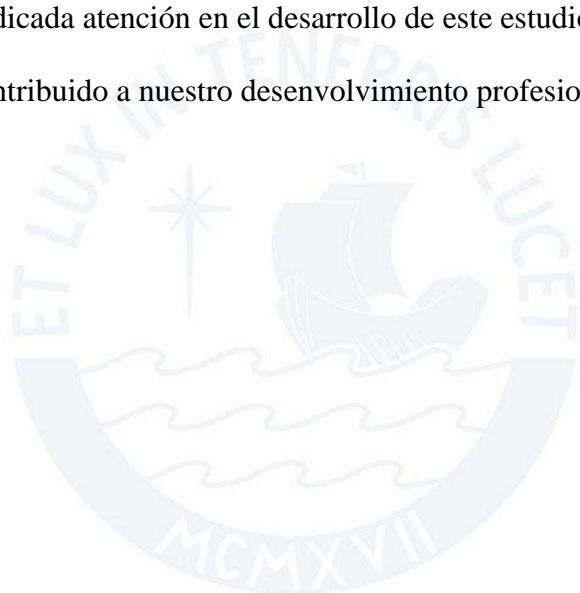 dicada atención en el desarrollo de este estudio
ntribuido a nuestro desenvolvimiento profesio
ET LUX IN TENEBRIS LUCET
MCMXVII